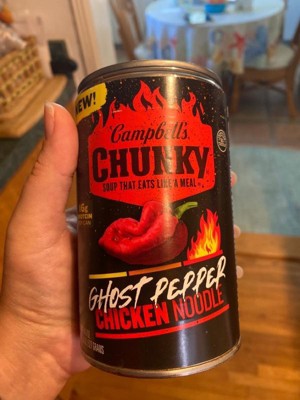 NEW!
Campbell's
CHUNKY
SOUP THAT EATS LIKE A MEAL
GHOST PEPPER
CHICKEN NOODLE